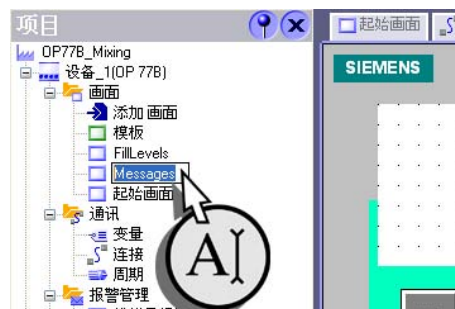 项目
OP77B_Mixing
设备_1(OP 77B)
画面
添加 画面
模板
FillLevels
Messages
起始画面
通讯
变量
连接
周期
报警管理
起始画面
SIEMENS
A